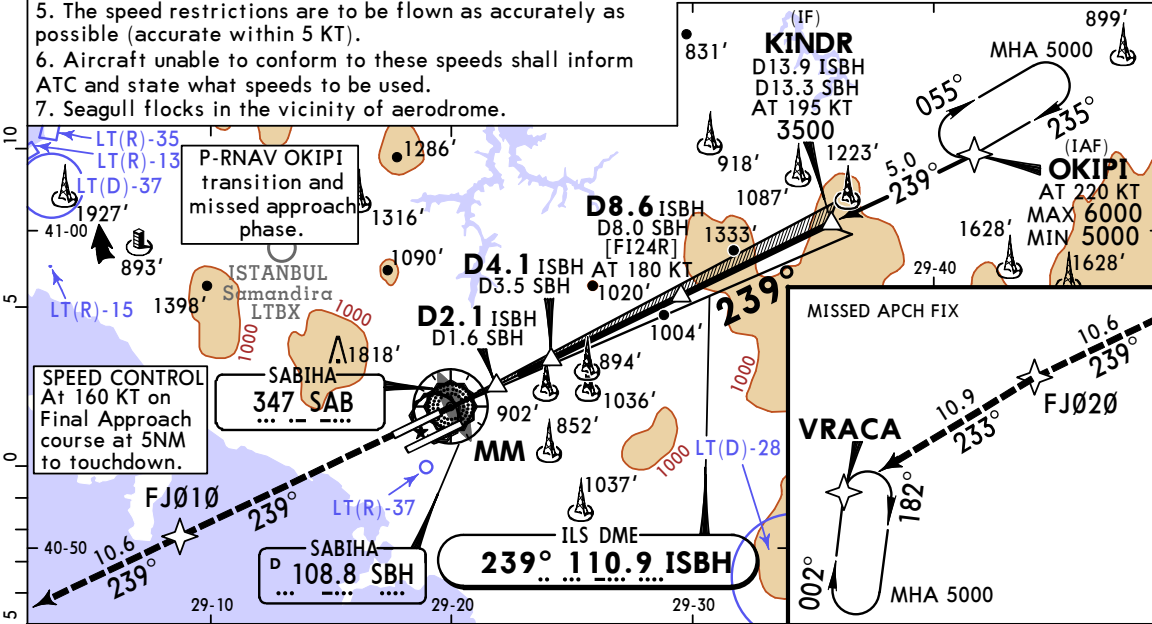 5. The speed restrictions are to be flown as accurately as
possible (accurate within 5 KT).
6. Aircraft unable to conform to these speeds shall inform
ATC and state what speeds to be used.
7. Seagull flocks in the vicinity of aerodrome.
831'
(IF)
KINDR
D13.9 ISBH
D13.3 SBH
AT 195 KT
3500
MHA 5000
899'
055°
235°
(IAF)
OKIPI
AT 220 KT
MAX 6000
MIN 5000
5.0
239°
10
LT(R)-35
LT(R)-13
LT(D)-37
1927'
41-00
893'
P-RNAV OKIPI
transition and
missed approach
phase.
1286'
1316'
918'
1087'
1223'
1628'
1628'
29-40
ISTANBUL
Samandira
LTBX
1090'
D8.6 ISBH
D8.0 SBH
[FI24R]
AT 180 KT
1333'
1020'
1004'
239°
D4.1 ISBH
D3.5 SBH
D2.1 ISBH
D1.6 SBH
5
LT(R)-15
1398'
1000
1000
1818'
SPEED CONTROL
At 160 KT on
Final Approach
course at 5NM
to touchdown.
SABIHA
347 SAB
902'
894'
1036'
852'
MM
1000
1000
LT(D)-28
0
FJ010
239°
LT(R)-37
1037'
40-50
10.6
239°
SABIHA
D 108.8 SBH
ILS DME
239° 110.9 ISBH
5
29-10
29-20
29-30
MISSED APCH FIX
10.6
239°
FJ020
10.9
233°
VRACA
182°
002°
MHA 5000